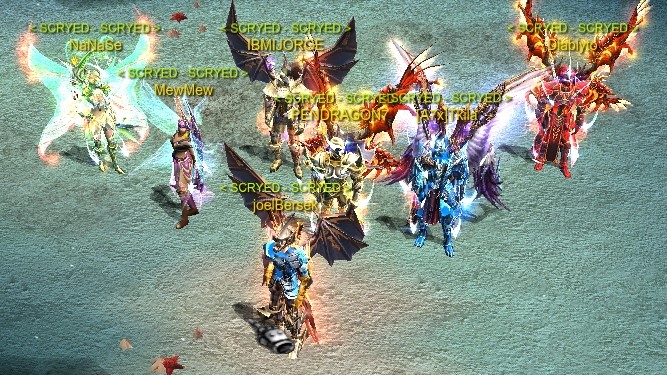 < SCRYED - SCRYED >
NaNaSe
< SCRYED - SCRYED >
IBMIJORGE
< SCRYED - SCRYED >
Diablyto
< SCRYED - SCRYED >
MewMew
< SCRYED - SCRYED
PENDRAGON
SCRYED - SCRYED >
< SCRYED - SCRYED >
joelBersek